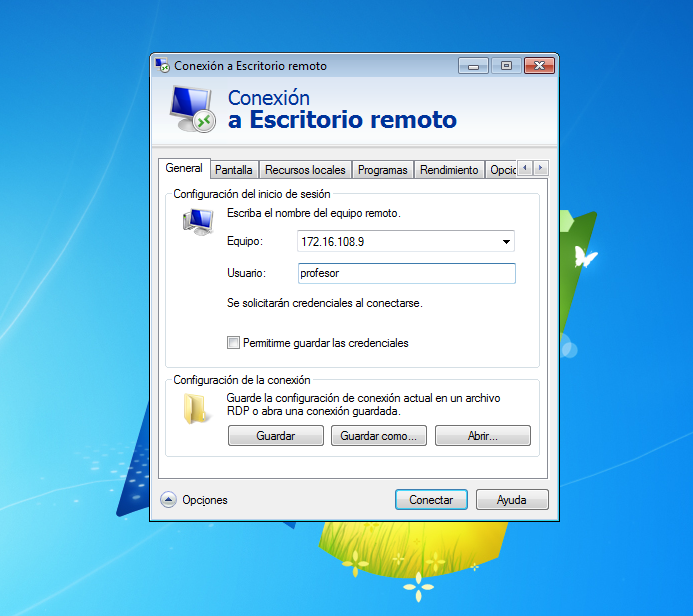 Conexión a Escritorio remoto
Conexión
a Escritorio remoto
General Pantalla Recursos locales Programas Rendimiento Opcio
Configuración del inicio de sesión
Escriba el nombre del equipo remoto.
Equipo: 172.16.108.9
Usuario: profesor
Se solicitarán credenciales al conectarse.
Permitirme guardar las credenciales
Configuración de la conexión
Guarde la configuración de conexión actual en un archivo
RDP o abra una conexión guardada.
Guardar Guardar como... Abrir...
Opciones Conectar Ayuda